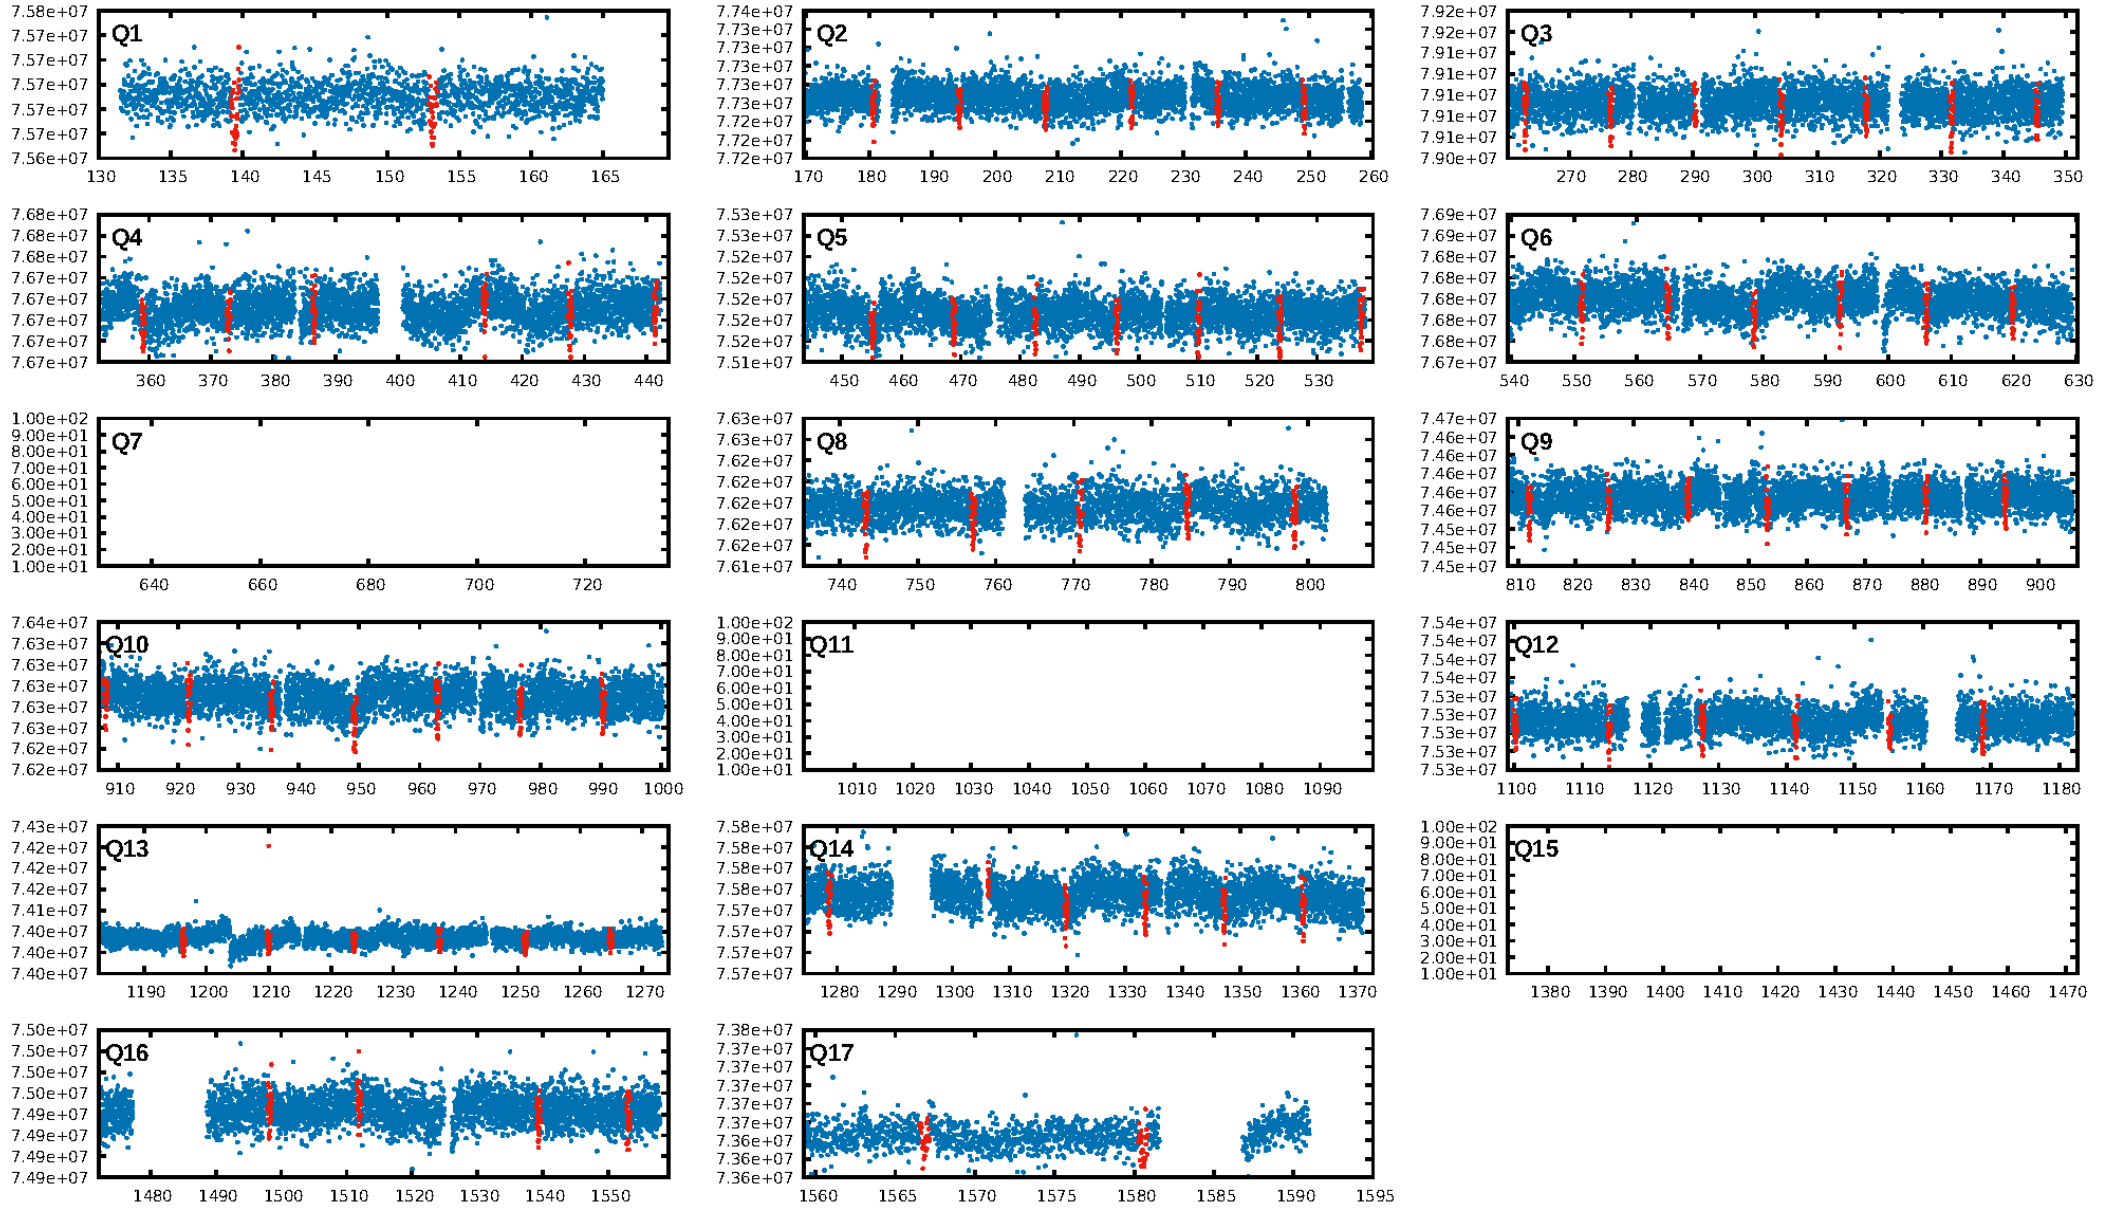 7.58e+07
7.57e+07
7.57e+07
7.57e+07
7.57e+07
7.57e+07
7.56e+07
Q1
130 135 140 145 150 155 160 165
7.74e+07
7.73e+07
7.73e+07
7.73e+07
7.73e+07
7.73e+07
7.72e+07
7.72e+07
7.72e+07
Q2
170 180 190 200 210 220 230 240 250 260
7.92e+07
7.92e+07
7.91e+07
7.91e+07
7.91e+07
7.91e+07
7.91e+07
7.90e+07
Q3
270 280 290 300 310 320 330 340 350
7.68e+07
7.68e+07
7.68e+07
7.67e+07
7.67e+07
7.67e+07
7.67e+07
7.67e+07
Q4
360 370 380 390 400 410 420 430 440
7.53e+07
7.53e+07
7.52e+07
7.52e+07
7.52e+07
7.52e+07
7.52e+07
7.51e+07
Q5
450 460 470 480 490 500 510 520 530
7.69e+07
7.69e+07
7.68e+07
7.68e+07
7.68e+07
7.68e+07
7.68e+07
7.67e+07
Q6
540 550 560 570 580 590 600 610 620 630
1.00e+02
9.00e+01
8.00e+01
7.00e+01
6.00e+01
5.00e+01
4.00e+01
3.00e+01
2.00e+01
1.00e+01
Q7
640 660 680 700 720
7.63e+07
7.63e+07
7.62e+07
7.62e+07
7.62e+07
7.62e+07
7.62e+07
7.61e+07
Q8
740 750 760 770 780 790 800
7.47e+07
7.46e+07
7.46e+07
7.46e+07
7.46e+07
7.46e+07
7.45e+07
7.45e+07
7.45e+07
Q9
810 820 830 840 850 860 870 880 890 900
7.64e+07
7.63e+07
7.63e+07
7.63e+07
7.63e+07
7.63e+07
7.62e+07
7.62e+07
Q10
910 920 930 940 950 960 970 980 990 1000
1.00e+02
9.00e+01
8.00e+01
7.00e+01
6.00e+01
5.00e+01
4.00e+01
3.00e+01
2.00e+01
1.00e+01
Q11
1010 1020 1030 1040 1050 1060 1070 1080 1090
7.54e+07
7.54e+07
7.54e+07
7.54e+07
7.53e+07
7.53e+07
7.53e+07
7.53e+07
7.53e+07
Q12
1100 1110 1120 1130 1140 1150 1160 1170 1180
7.43e+07
7.42e+07
7.42e+07
7.42e+07
7.41e+07
7.40e+07
7.40e+07
7.40e+07
Q13
1190 1200 1210 1220 1230 1240 1250 1260 1270
7.58e+07
7.58e+07
7.58e+07
7.58e+07
7.57e+07
7.57e+07
7.57e+07
7.57e+07
Q14
1280 1290 1300 1310 1320 1330 1340 1350 1360 1370
1.00e+02
9.00e+01
8.00e+01
7.00e+01
6.00e+01
5.00e+01
4.00e+01
3.00e+01
2.00e+01
1.00e+01
Q15
1380 1390 1400 1410 1420 1430 1440 1450 1460 1470
7.50e+07
7.50e+07
7.50e+07
7.50e+07
7.49e+07
7.49e+07
7.49e+07
7.49e+07
Q16
1480 1490 1500 1510 1520 1530 1540 1550
7.38e+07
7.37e+07
7.37e+07
7.37e+07
7.37e+07
7.37e+07
7.36e+07
7.36e+07
7.36e+07
Q17
1560 1565 1570 1575 1580 1585 1590 1595